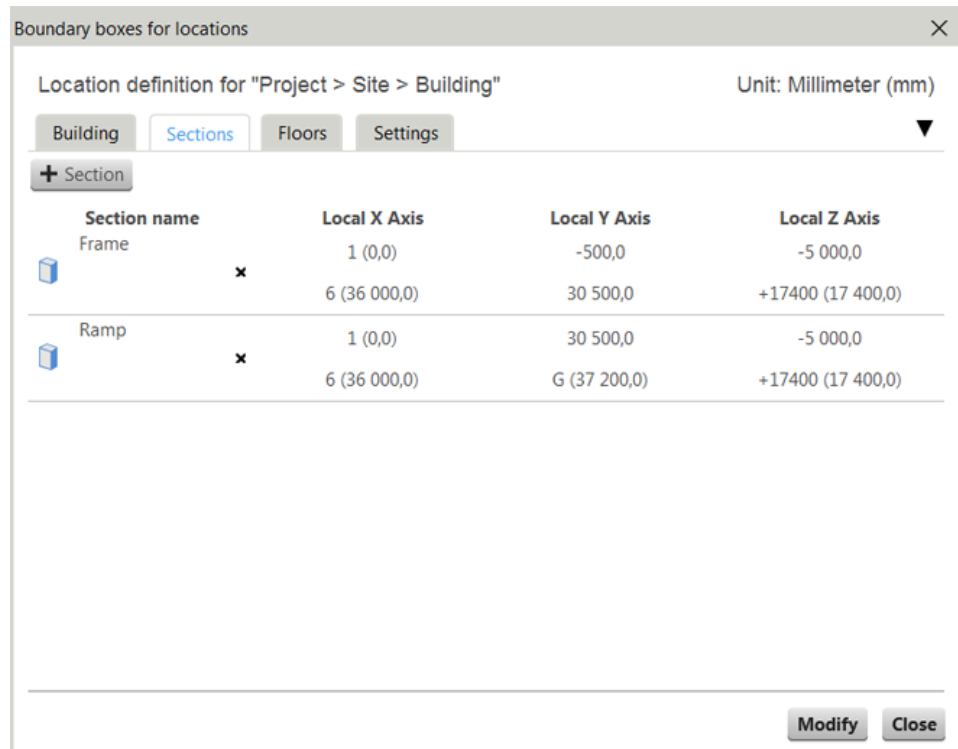 Boundary boxes for locations
Location definition for "Project > Site > Building" Unit: Millimeter (mm)
Building Sections Floors Settings
+ Section
Section name Local X Axis Local Y Axis Local Z Axis
Frame 1 (0,0) -500,0 -5 000,0
6 (36 000,0) 30 500,0 +17400 (17 400,0)
Ramp 1 (0,0) 30 500,0 -5 000,0
6 (36 000,0) G (37 200,0) +17400 (17 400,0)
Modify Close